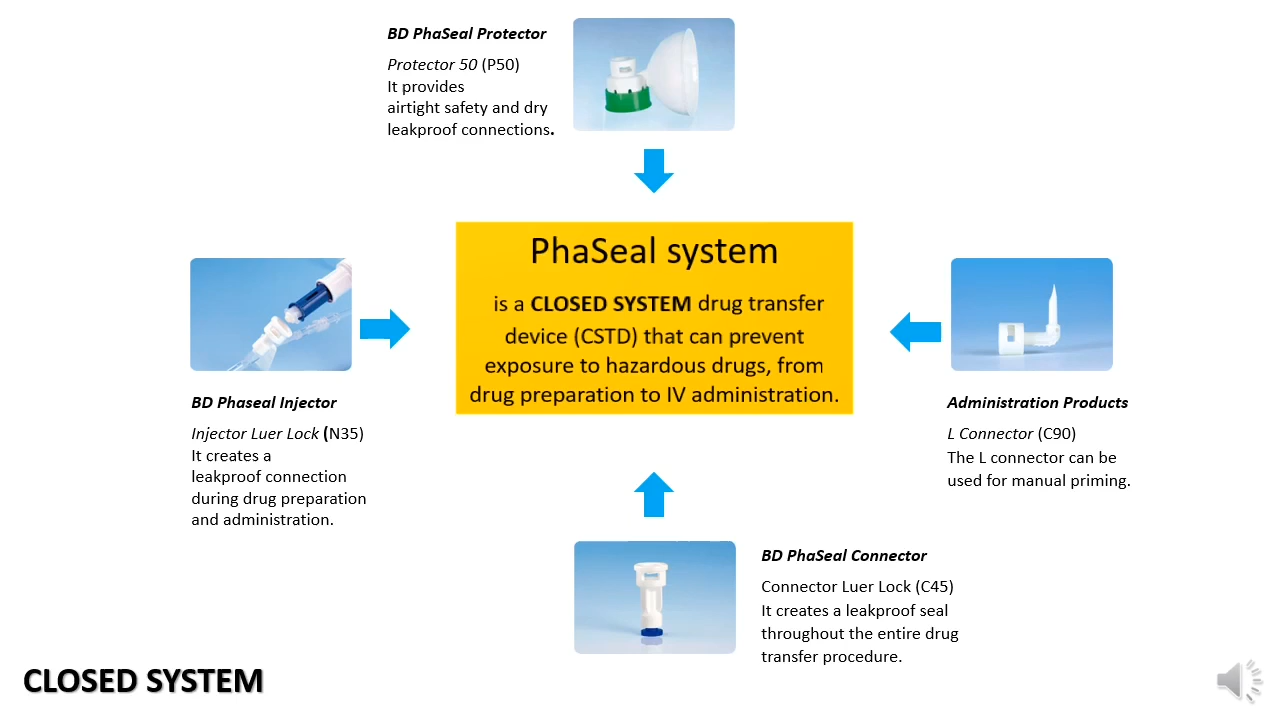 BD PhaSeal Protector
Protector 50 (P50)
It provides
airtight safety and dry
leakproof connections.
PhaSeal system
is a CLOSED SYSTEM drug transfer
device (CSTD) that can prevent
exposure to hazardous drugs, from
drug preparation to IV administration.
BD Phaseal Injector
Injector Luer Lock (N35)
It creates a
leakproof connection
during drug preparation
and administration.
Administration Products
L Connector (C90)
The L connector can be
used for manual priming.
BD PhaSeal Connector
Connector Luer Lock (C45)
It creates a leakproof seal
throughout the entire drug
transfer procedure.
CLOSED SYSTEM